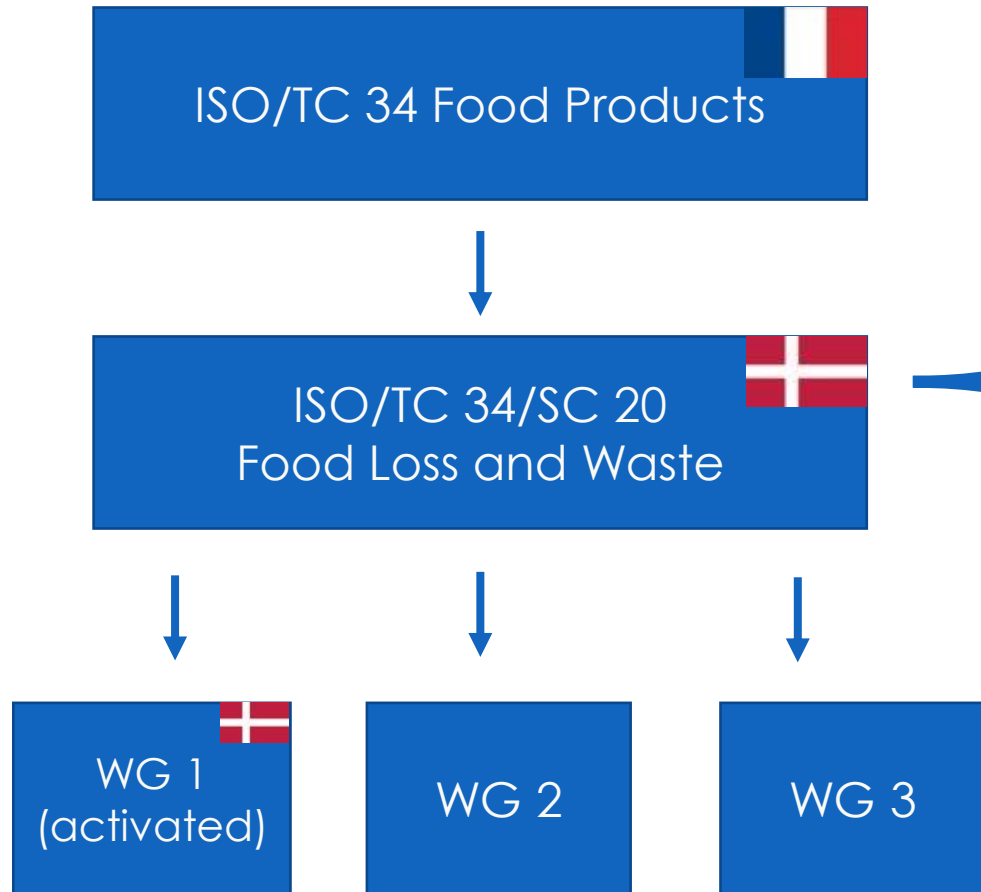 ISO/TC 34 Food Products
ISO/TC 34/SC 20
Food Loss and Waste
WG 1
(activated)
WG 2
WG 3